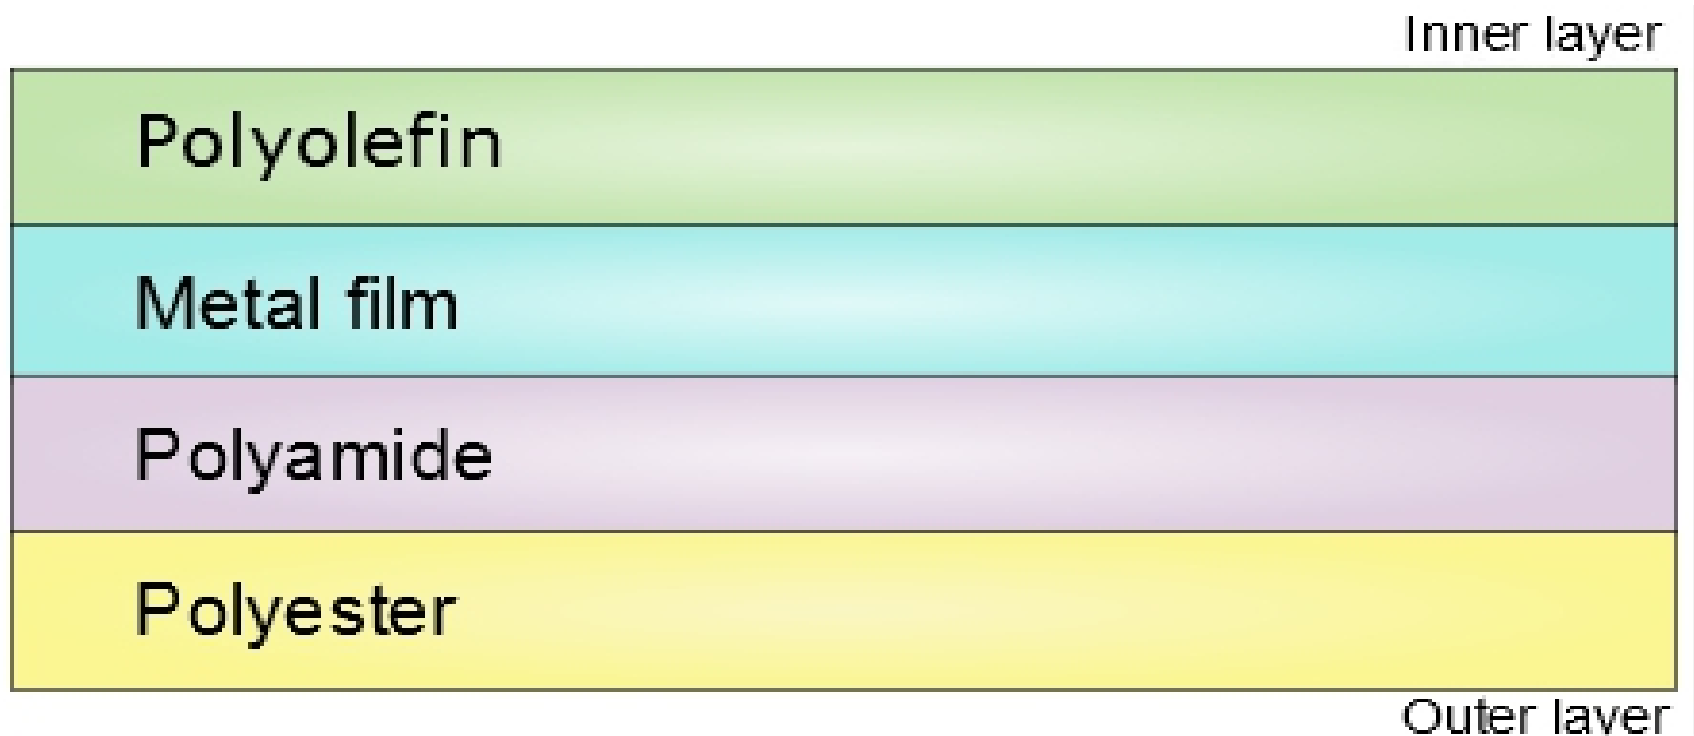 Inner layer
Polyolefin
Metal film
Polyamide
Polyester
Outer layer